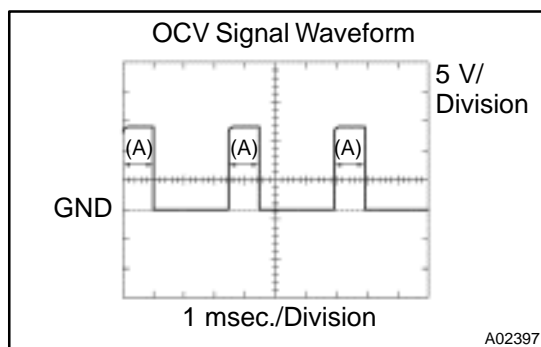 OCV Signal Waveform
5 V/
Division
(A) (A) (A)
GND
1 msec./Division
A02397